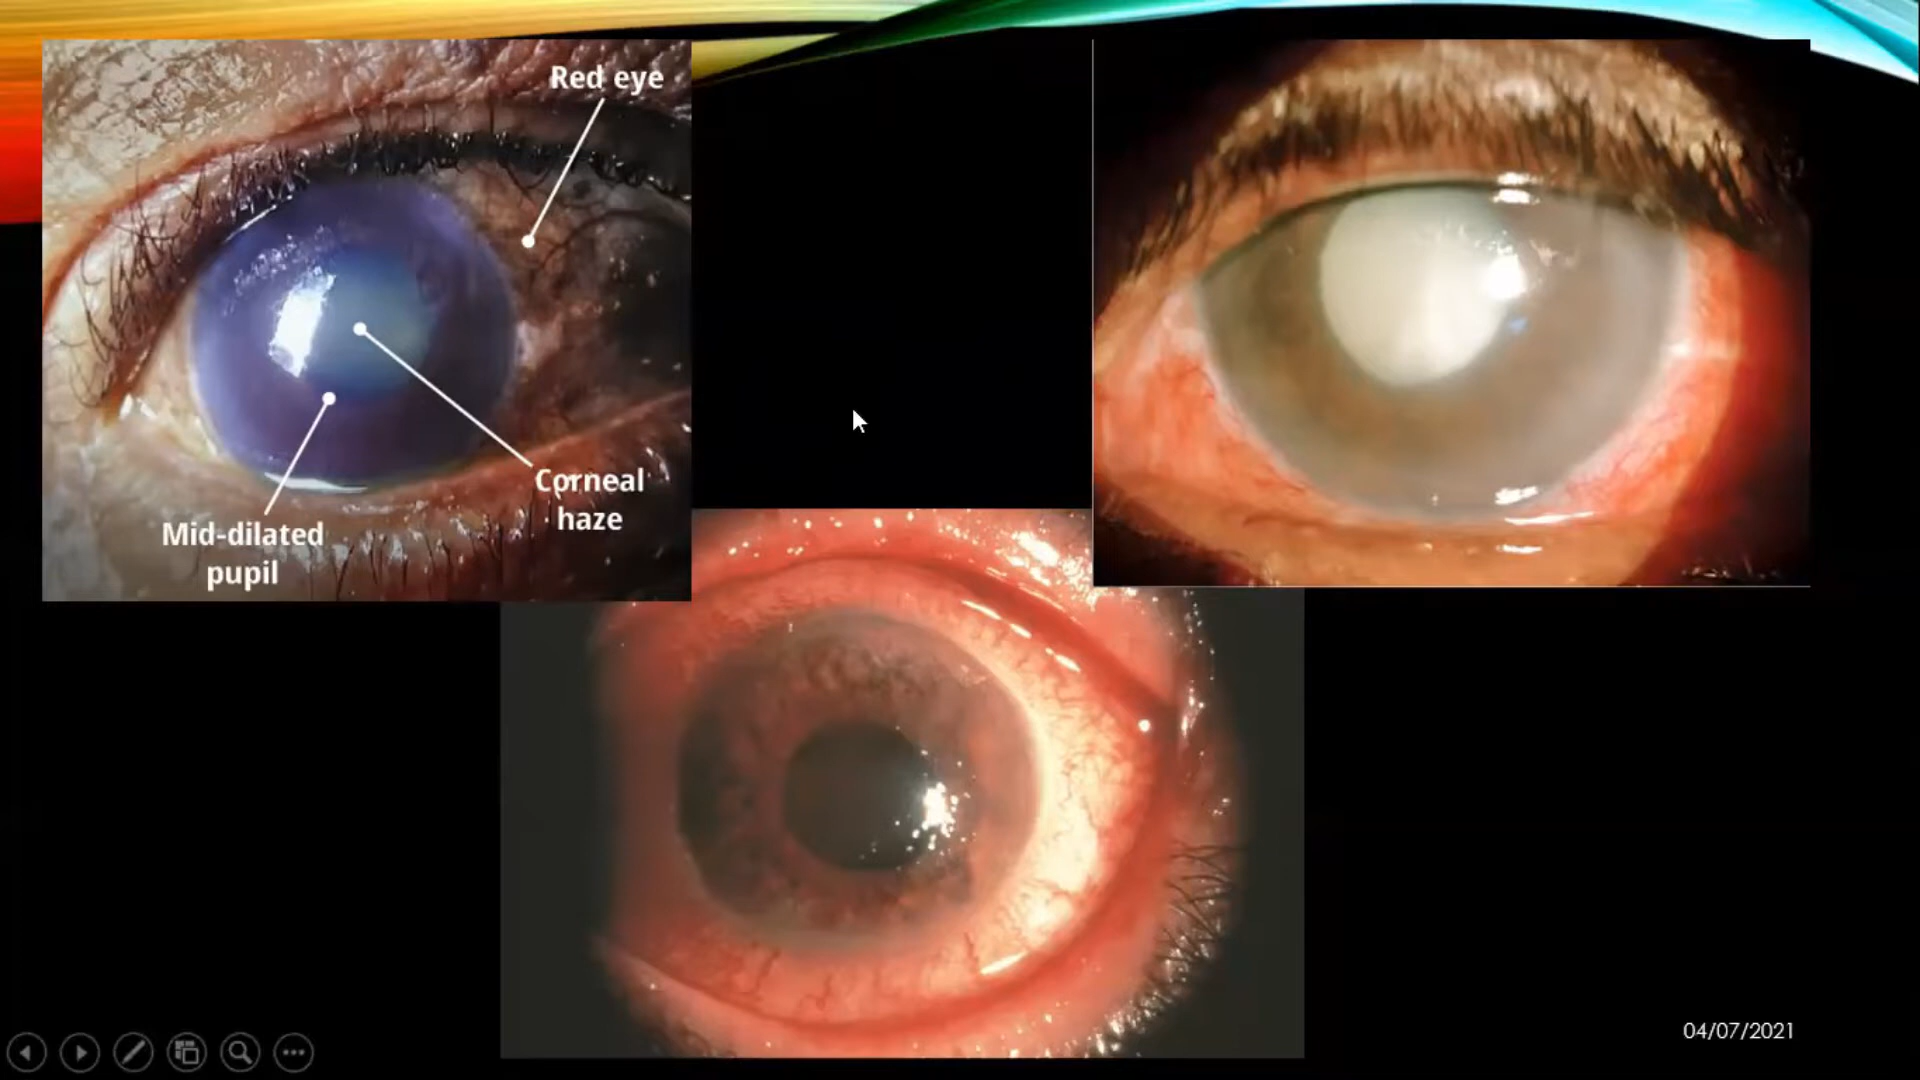 Red eye
Corneal
haze
Mid-dilated
pupil
04/07/2021